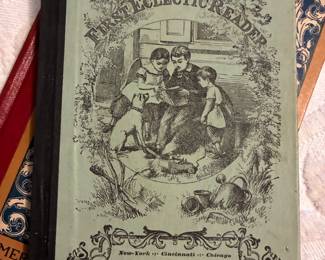 First Eclectic Reader
New-York Cincinnati Chicago